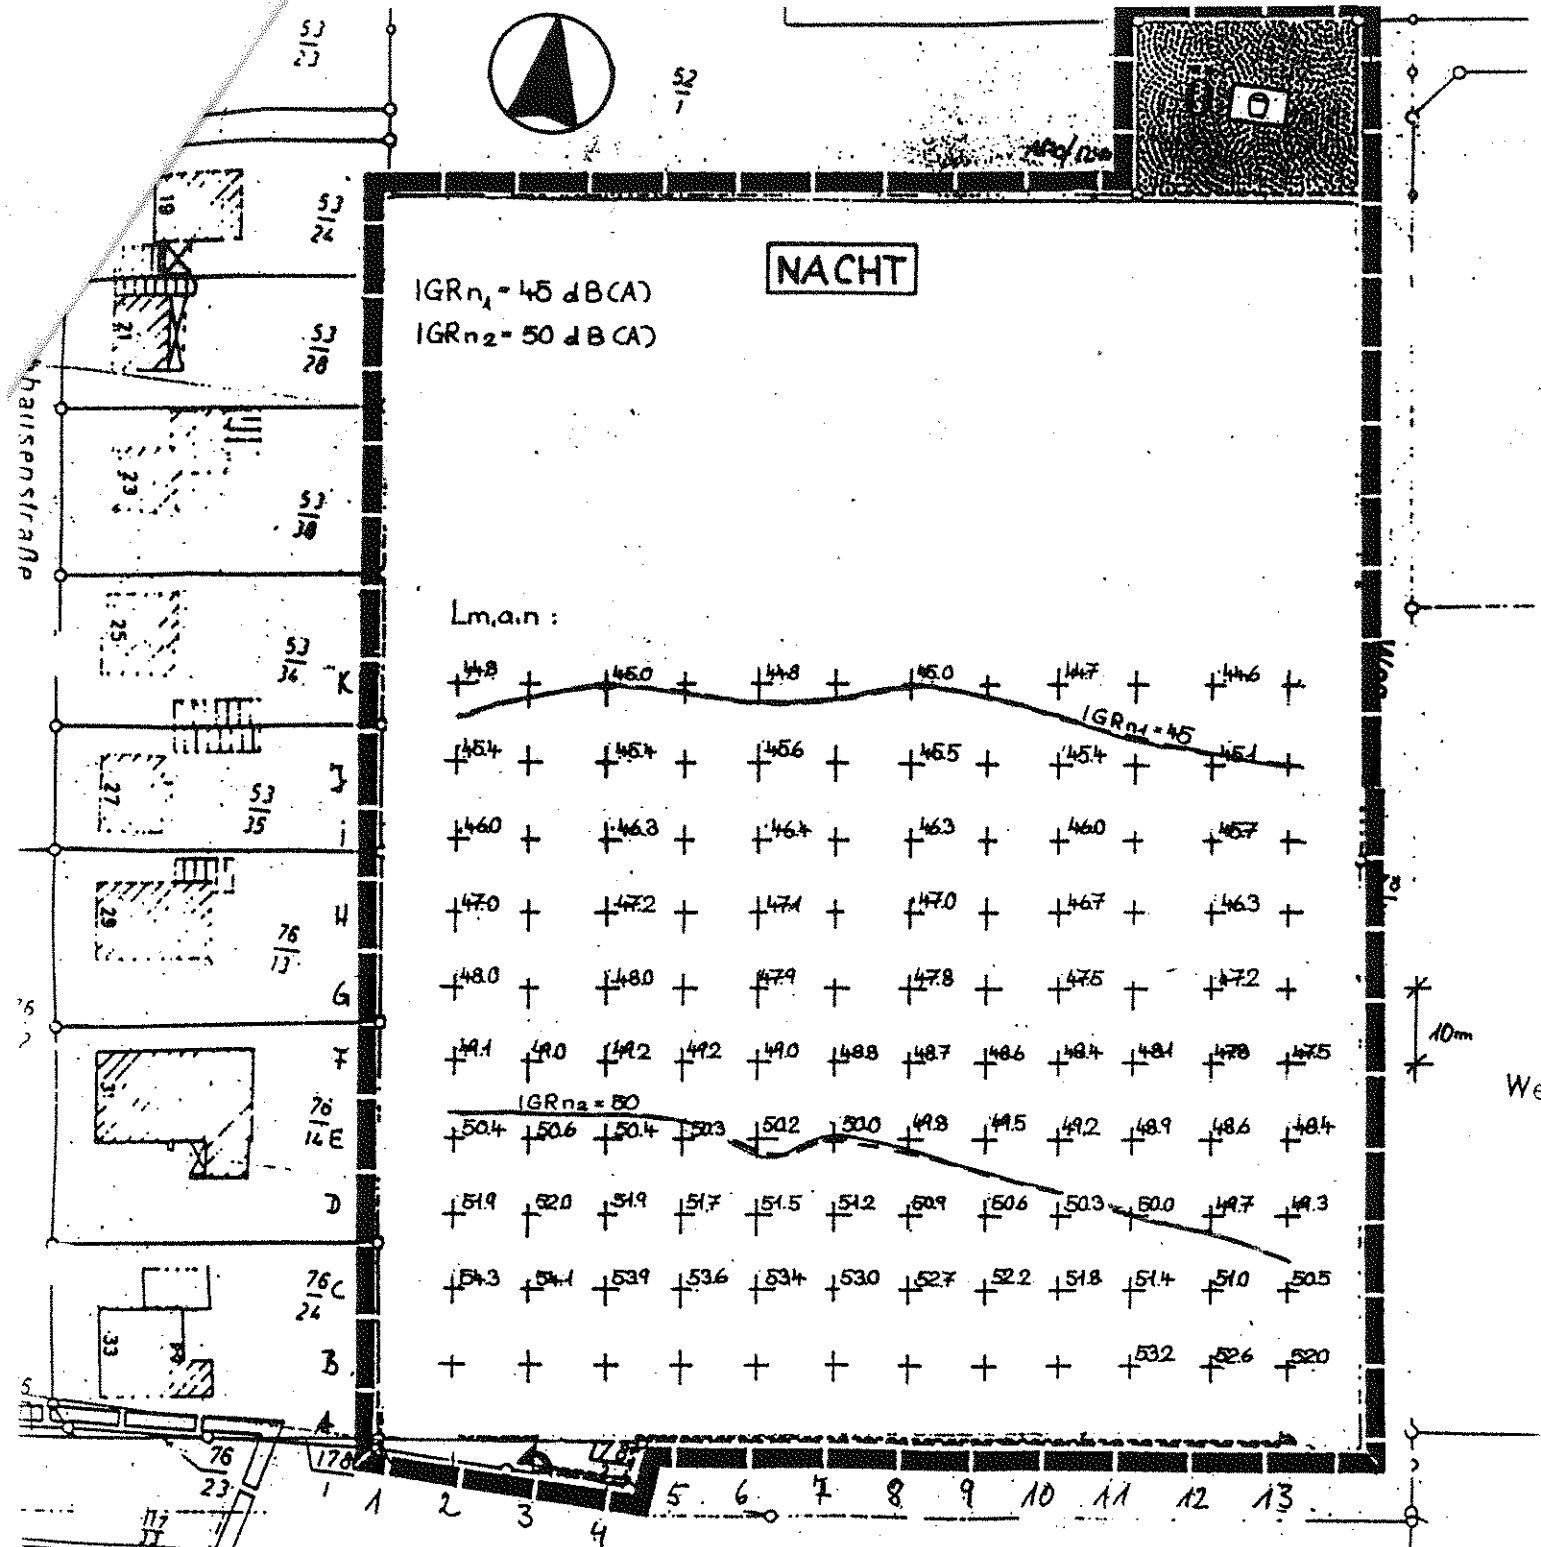 53
23
52
1
19
53
24
NACHT
IGRn1 = 45 dB(A)
IGRn2 = 50 dB(A)
21
53
28
hausenstraße
23
53
38
Lm,a,n :
25
53
34
K 44.8 45.0 44.8 45.0 44.7 44.6
Weg
IGRn1 = 45
J 45.4 45.4 45.6 45.5 45.4 45.1
27
53
35
i 46.0 46.3 46.4 46.3 46.0 45.7
29
H 47.0 47.2 47.1 47.0 46.7 46.3
76
13
G 48.0 48.0 47.9 47.8 47.5 47.2
10m
F 49.1 49.0 49.2 49.2 49.0 48.8 48.7 48.6 48.4 48.1 47.8 47.5
We
31
IGRn2 = 50
76
14
E 50.4 50.6 50.4 50.3 50.2 50.0 49.8 49.5 49.2 48.9 48.6 48.4
D 51.9 52.0 51.9 51.7 51.5 51.2 50.9 50.6 50.3 50.0 49.7 49.3
76
24
C 54.3 54.1 53.9 53.6 53.4 53.0 52.7 52.2 51.8 51.4 51.0 50.5
33
B 53.2 52.6 52.0
A
76
23
178
1
1 2 3 4 5 6 7 8 9 10 11 12 13